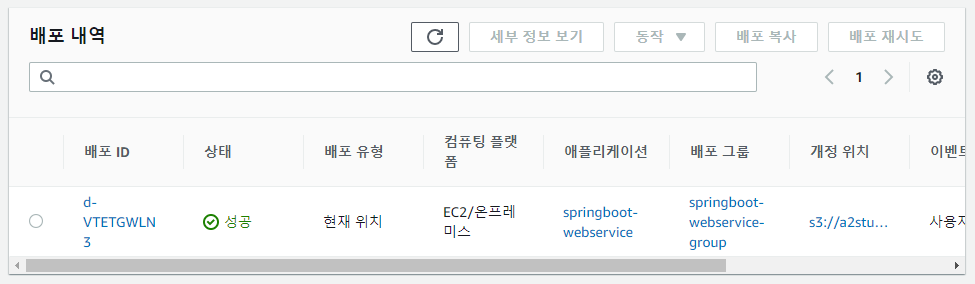 배포 내역
세부 정보 보기
동작
배포 복사
배포 재시도
1
배포 ID
상태
배포 유형
컴퓨팅 플랫
폼
애플리케이션
배포 그룹
개정 위치
이벤트
d-
VTETGWLN
3
성공
현재 위치
EC2/온프레
미스
springboot-
webservice
springboot-
webservice-
group
s3://a2stu…
사용자